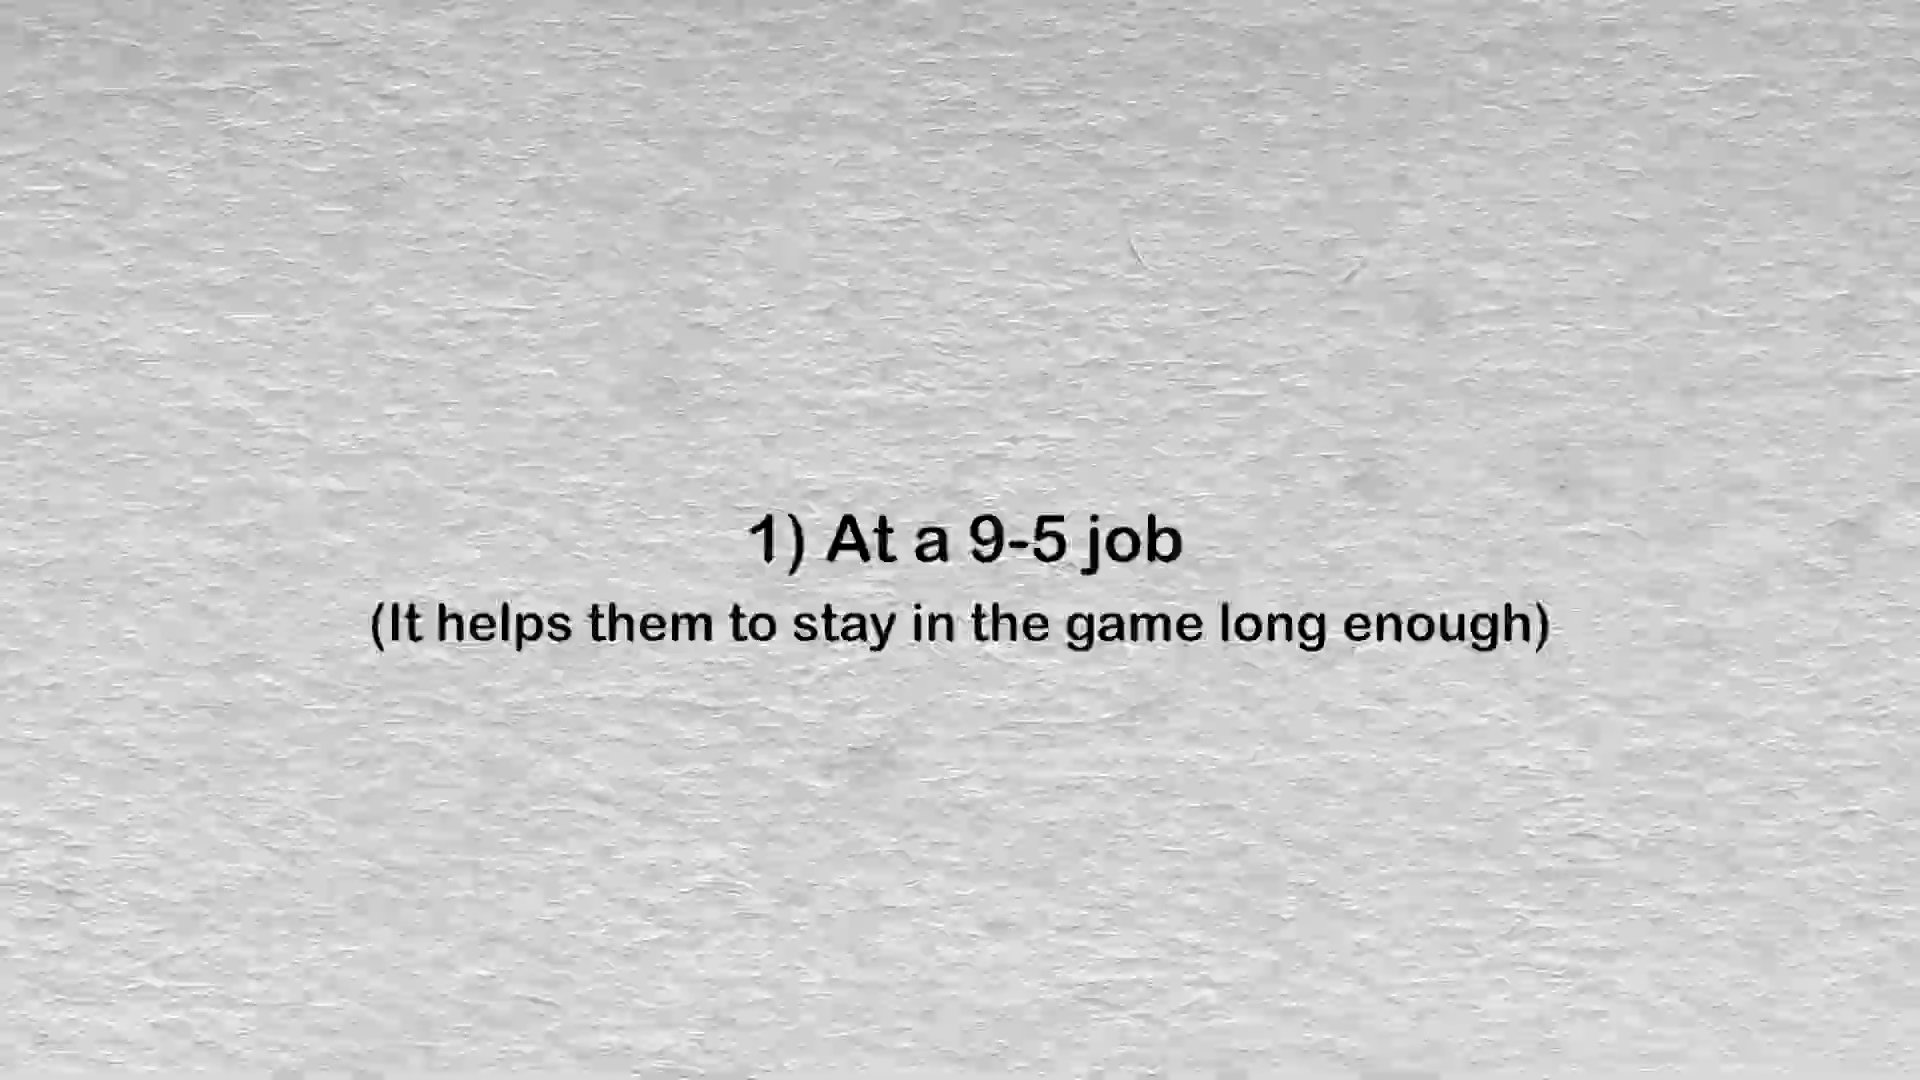 1) At a 9-5 job
(It helps them to stay in the game long enough)